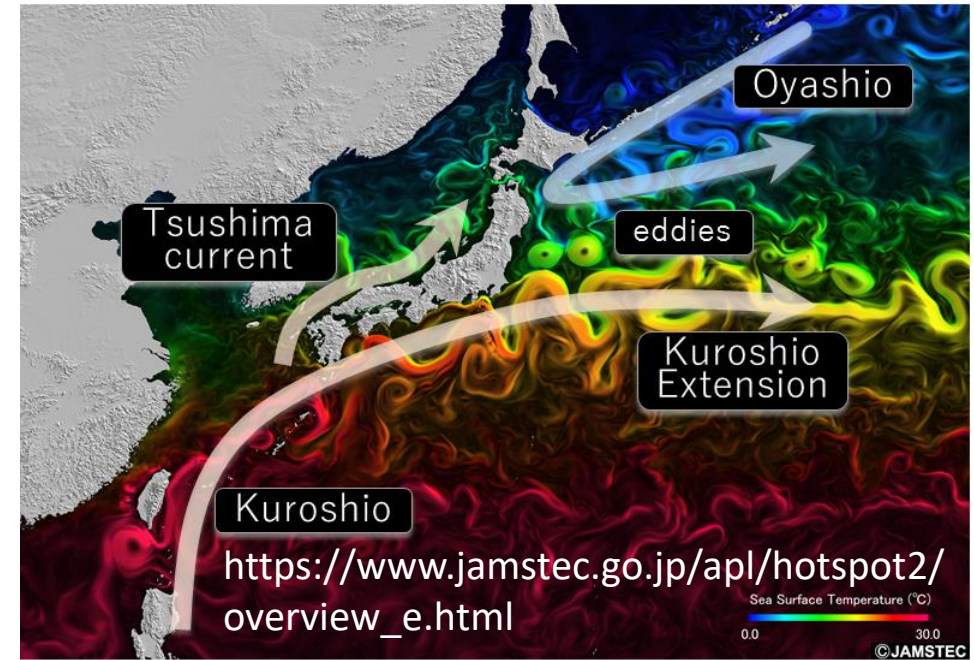 Oyashio
Tsushima
current
eddies
Kuroshio
Extension
Kuroshio
https://www.jamstec.go.jp/apl/hotspot2/
overview_e.html
Sea Surface Temperature (℃)
0.0 30.0
©JAMSTEC